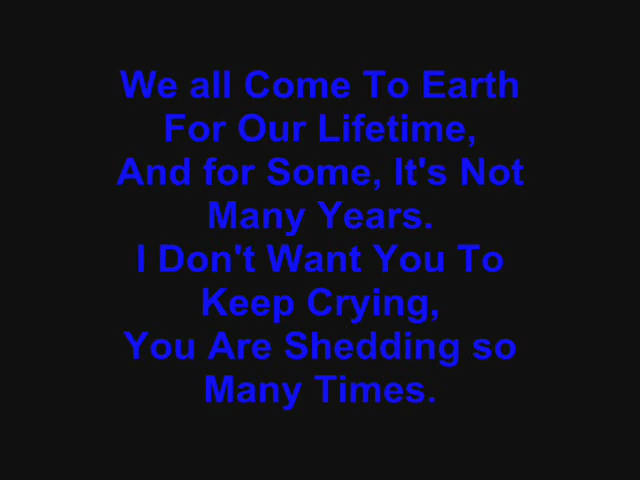 We all Come To Earth
For Our Lifetime,
And for Some, It's Not
Many Years.
I Don't Want You To
Keep Crying,
You Are Shedding so
Many Times.